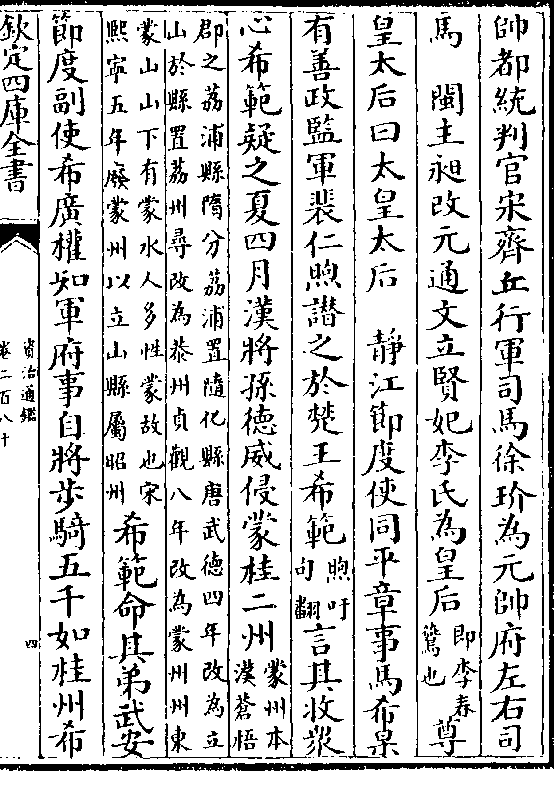 帥都統判官宋齊丘行軍司馬徐玠為元帥府左右司
馬　閩主昶改元通文立賢妃李氏為皇后即李春鷰也尊
皇太后曰太皇太后　靜江節度使同平章事馬希杲
有善政監軍裴仁煦譖之於楚王希範煦吁句翻言其收衆
心希範疑之夏四月漢將孫德威侵蒙桂二州蒙州本漢蒼梧
郡之荔浦縣隋分荔浦置隨化縣唐武德四年改為立
山於縣置荔州尋改為㳟州貞觀八年改為蒙州州東
蒙山山下有蒙水人多性蒙故也宋
熙寧五年廢蒙州以立山縣屬昭州希範命其弟武安
節度副使希廣權知軍府事自將步騎五千如桂州希
欽定四庫全書
資治通鑑
卷二百八十
四